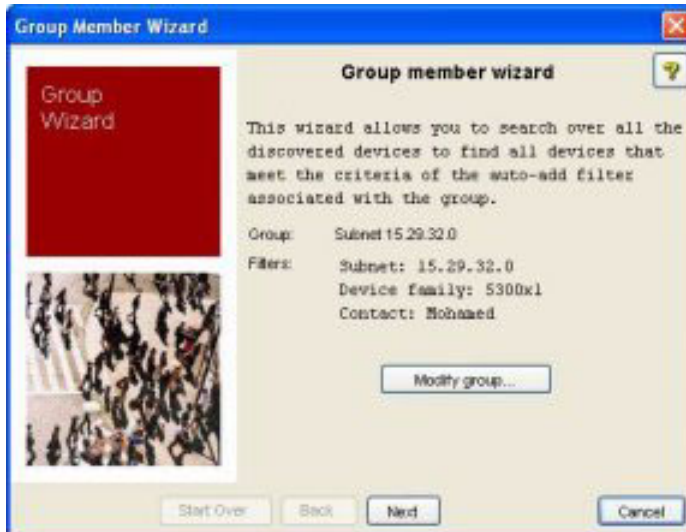 Group Member Wizard
Group
Wizard
Group member wizard
?
This wizard allows you to search over all the
discovered devices to find all devices that
meet the criteria of the auto-add filter
associated with the group.
Group: Subnet 15.29.32.0
Filters: Subnet: 15.29.32.0
Device family: 5300xl
Contact: Mohamed
Modify group...
Start Over Back Next Cancel